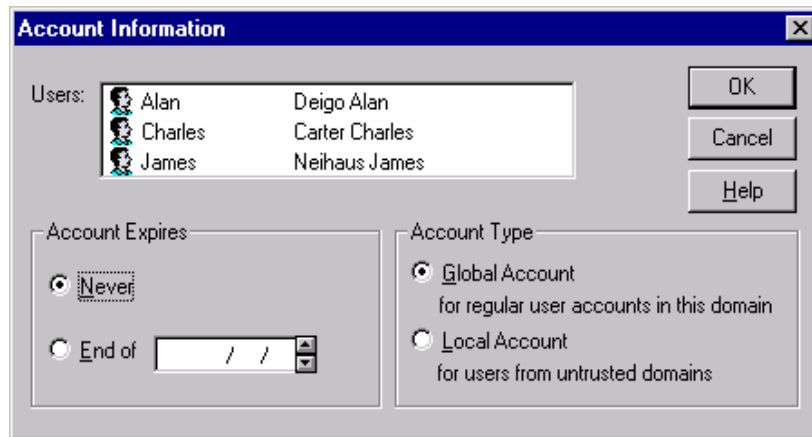 Account Information
Users:
Alan Deigo Alan
Charles Carter Charles
James Neihaus James
OK
Cancel
Help
Account Expires
Never
End of / /
Account Type
Global Account
for regular user accounts in this domain
Local Account
for users from untrusted domains